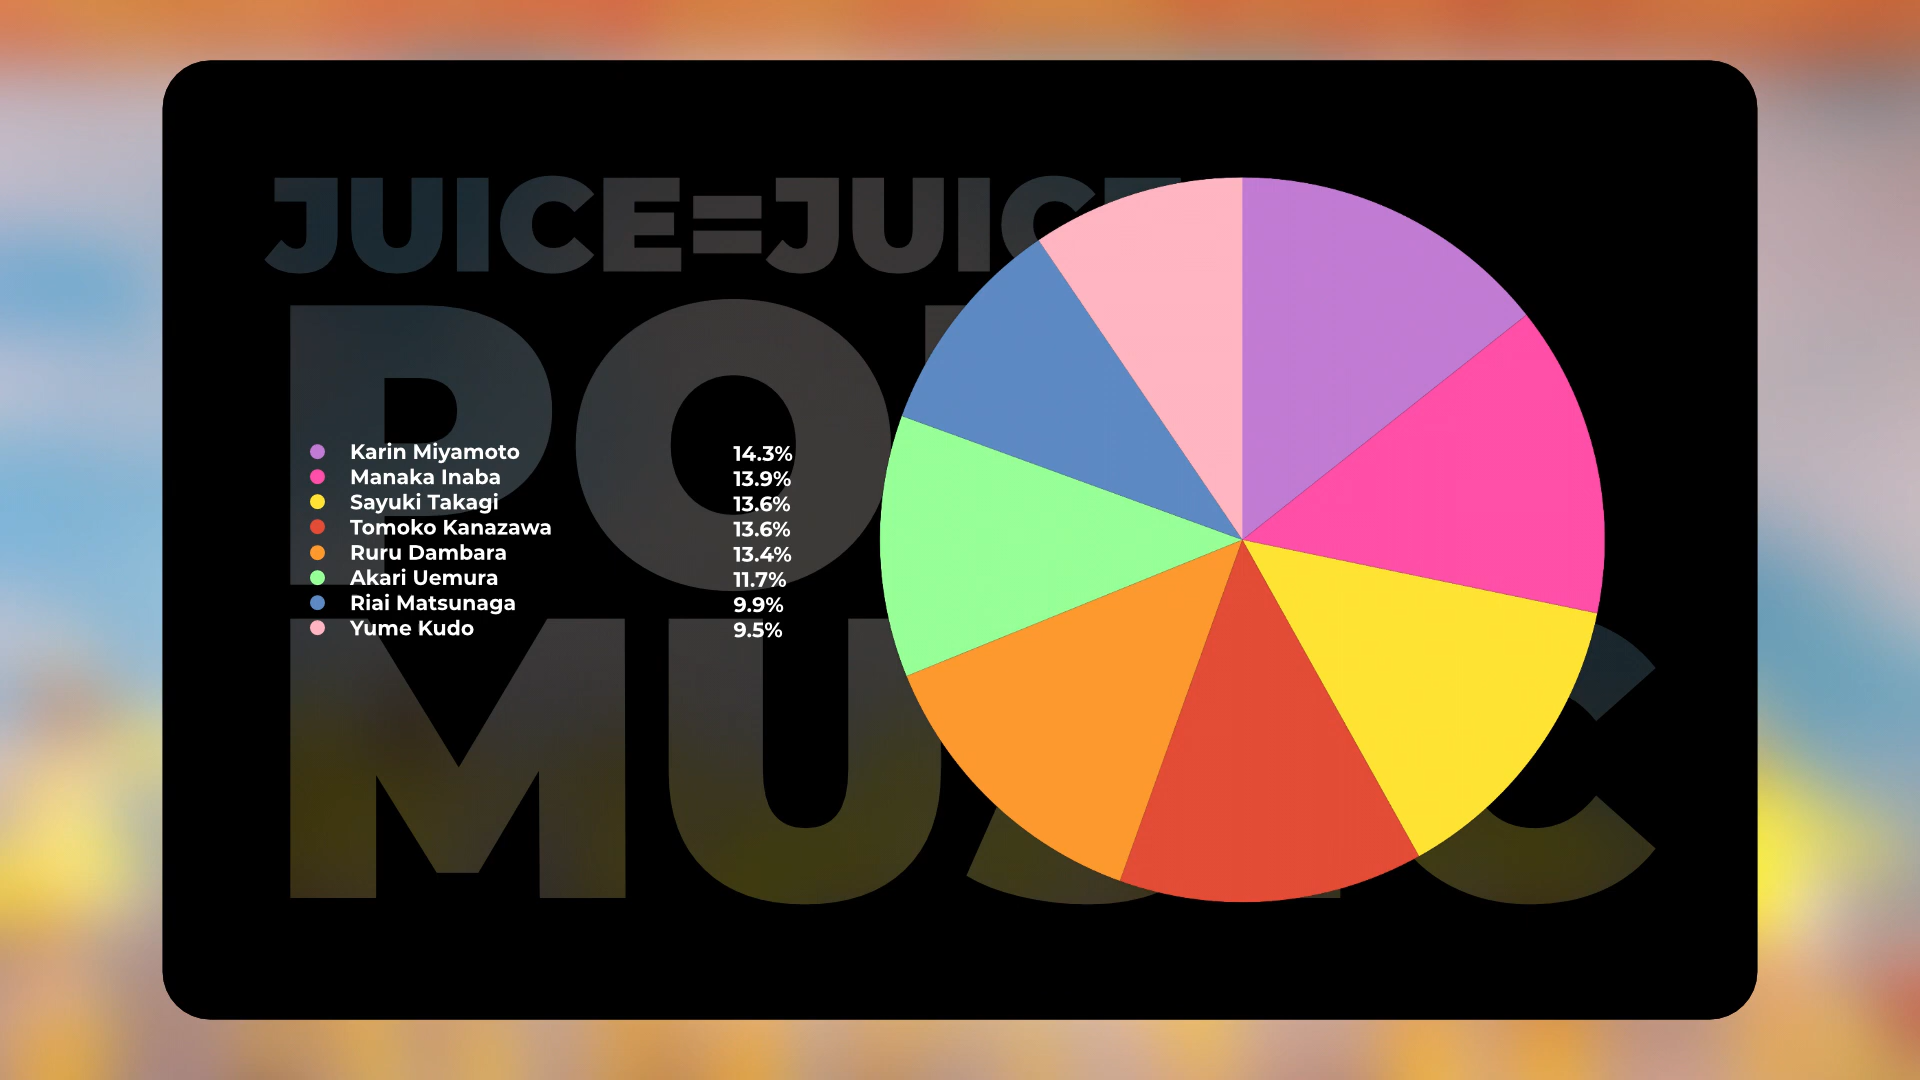 JUICE=JUICE
POP
MUSIC
Karin Miyamoto 14.3%
Manaka Inaba 13.9%
Sayuki Takagi 13.6%
Tomoko Kanazawa 13.6%
Ruru Dambara 13.4%
Akari Uemura 11.7%
Riai Matsunaga 9.9%
Yume Kudo 9.5%